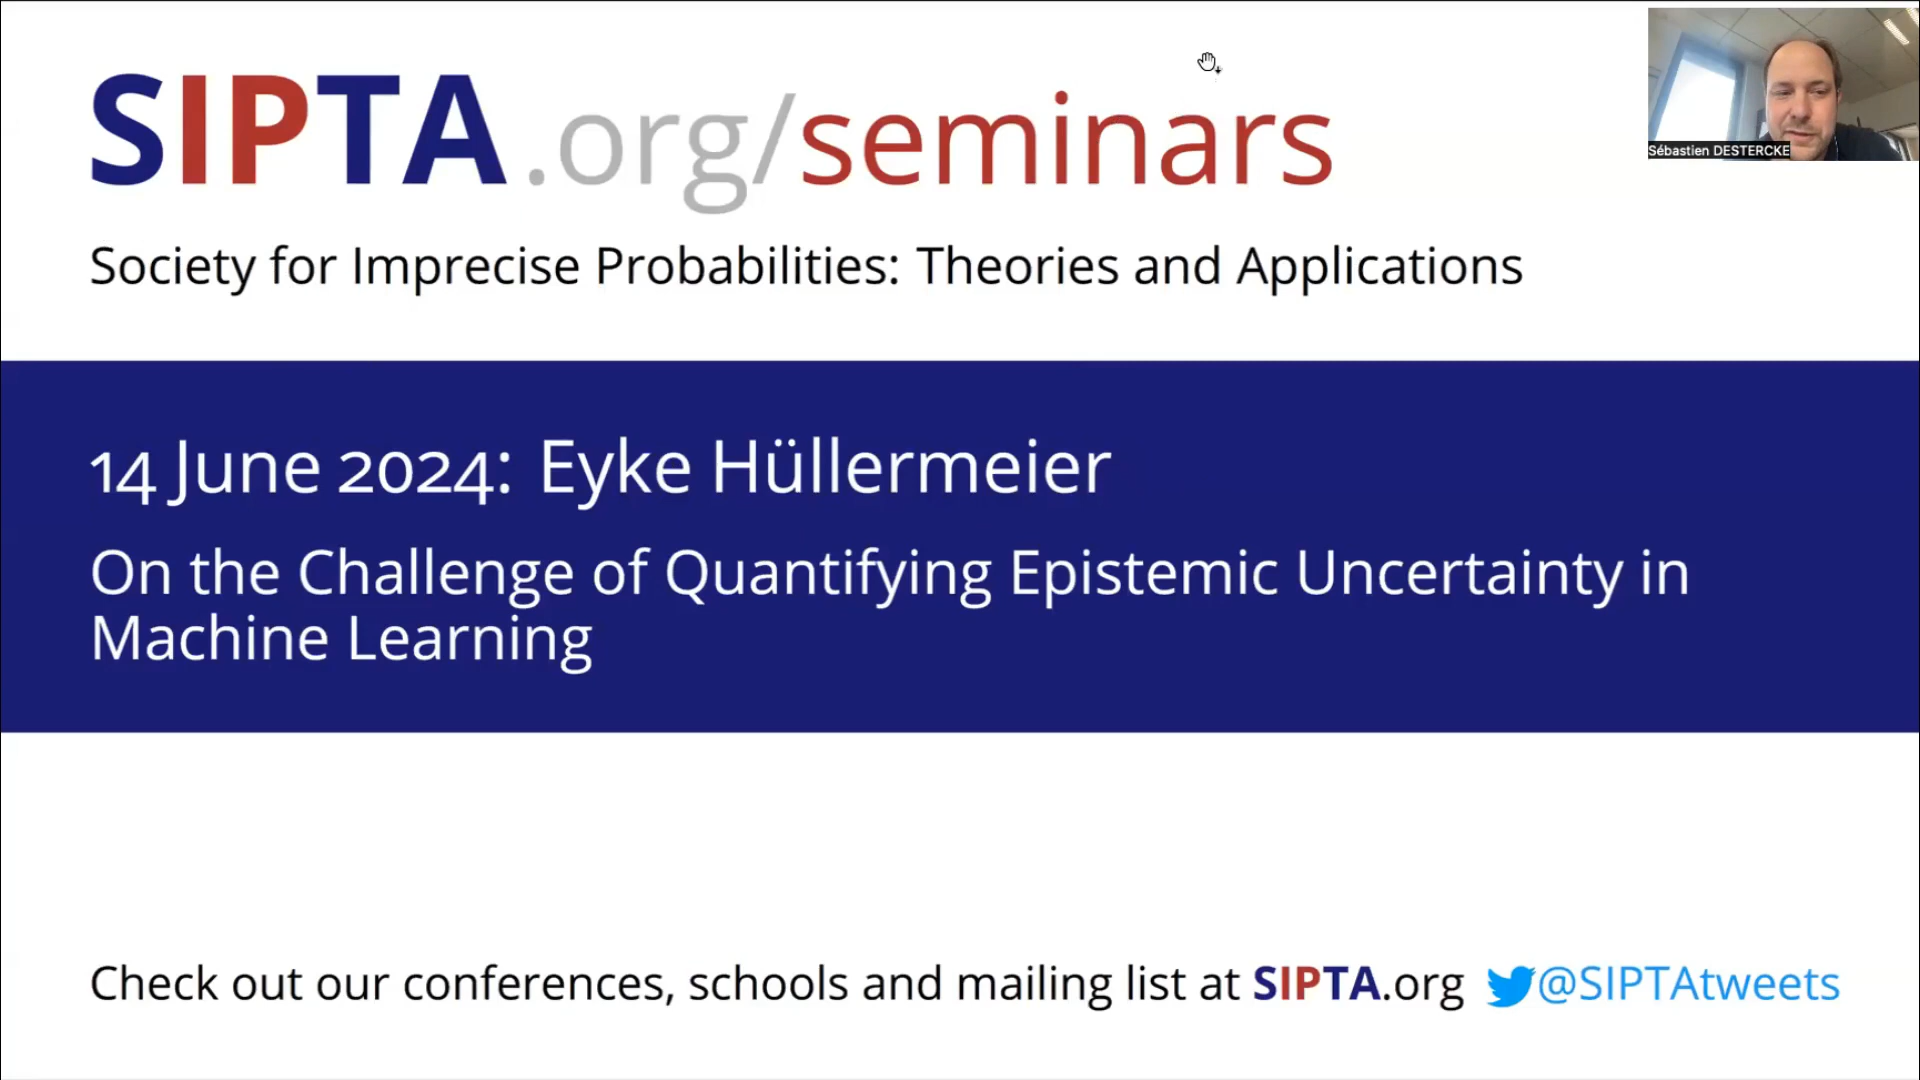 SIPTA.org/seminars
Sébastien DESTERCKE
Society for Imprecise Probabilities: Theories and Applications
14 June 2024: Eyke Hüllermeier
On the Challenge of Quantifying Epistemic Uncertainty in
Machine Learning
Check out our conferences, schools and mailing list at SIPTA.org @SIPTAtweets